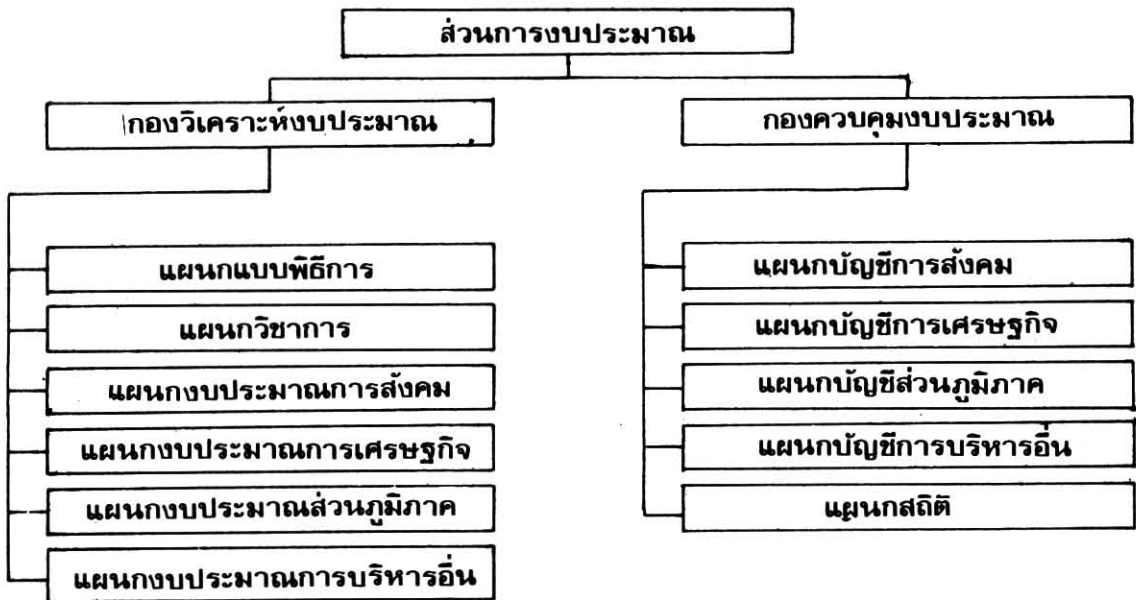 ส่วนการงบประมาณ
กองวิเคราะห์งบประมาณ
แผนกแบบพิธีการ
แผนกวิชาการ
แผนกงบประมาณการสังคม
แผนกงบประมาณการเศรษฐกิจ
แผนกงบประมาณส่วนภูมิภาค
แผนกงบประมาณการบริหารอื่น
กองควบคุมงบประมาณ
แผนกบัญชีการสังคม
แผนกบัญชีการเศรษฐกิจ
แผนกบัญชีส่วนภูมิภาค
แผนกบัญชีการบริหารอื่น
แผนกสถิติ